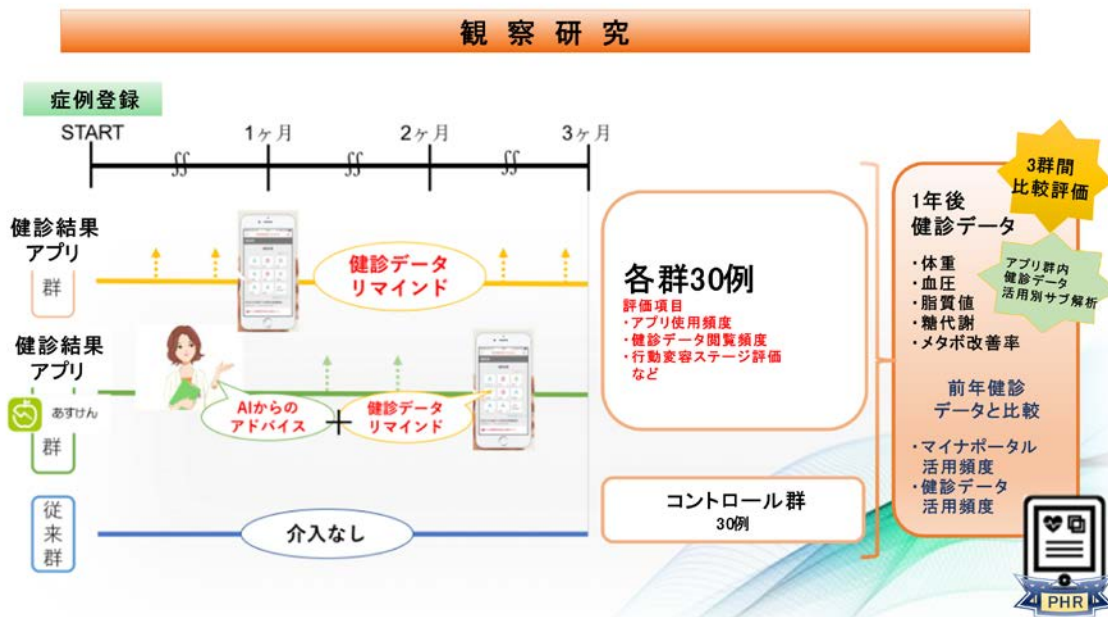 観察研究
症例登録
START
1ヶ月
2ヶ月
3ヶ月
健診結果
アプリ
群
健診データ
リマインド
健診結果
アプリ
あすけん
群
AIからの
アドバイス
+
健診データ
リマインド
従来群
介入なし
各群30例
評価項目
・アプリ使用頻度
・健診データ閲覧頻度
・行動変容ステージ評価
など
コントロール群
30例
3群間
比較評価
1年後
健診データ
・体重
・血圧
・脂質値
・糖代謝
・メタボ改善率
アプリ群内
健診データ
活用別サブ解析
前年健診
データと比較
・マイナポータル
活用頻度
・健診データ
活用頻度
PHR